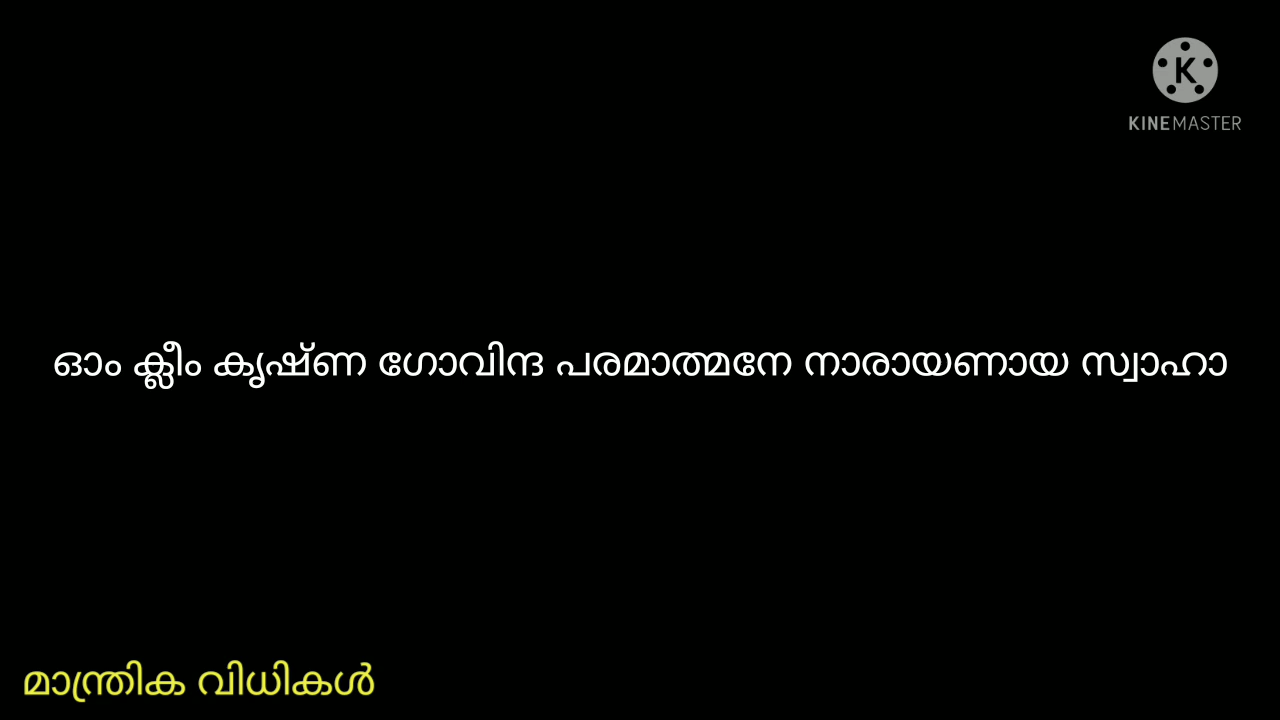 K
KINEMASTER
ഓം ക്ലീം കൃഷ്ണ ഗോവിന്ദ പരമാത്മനേ നാരായണായ സ്വാഹാ
മാന്ത്രിക വിധികൾ